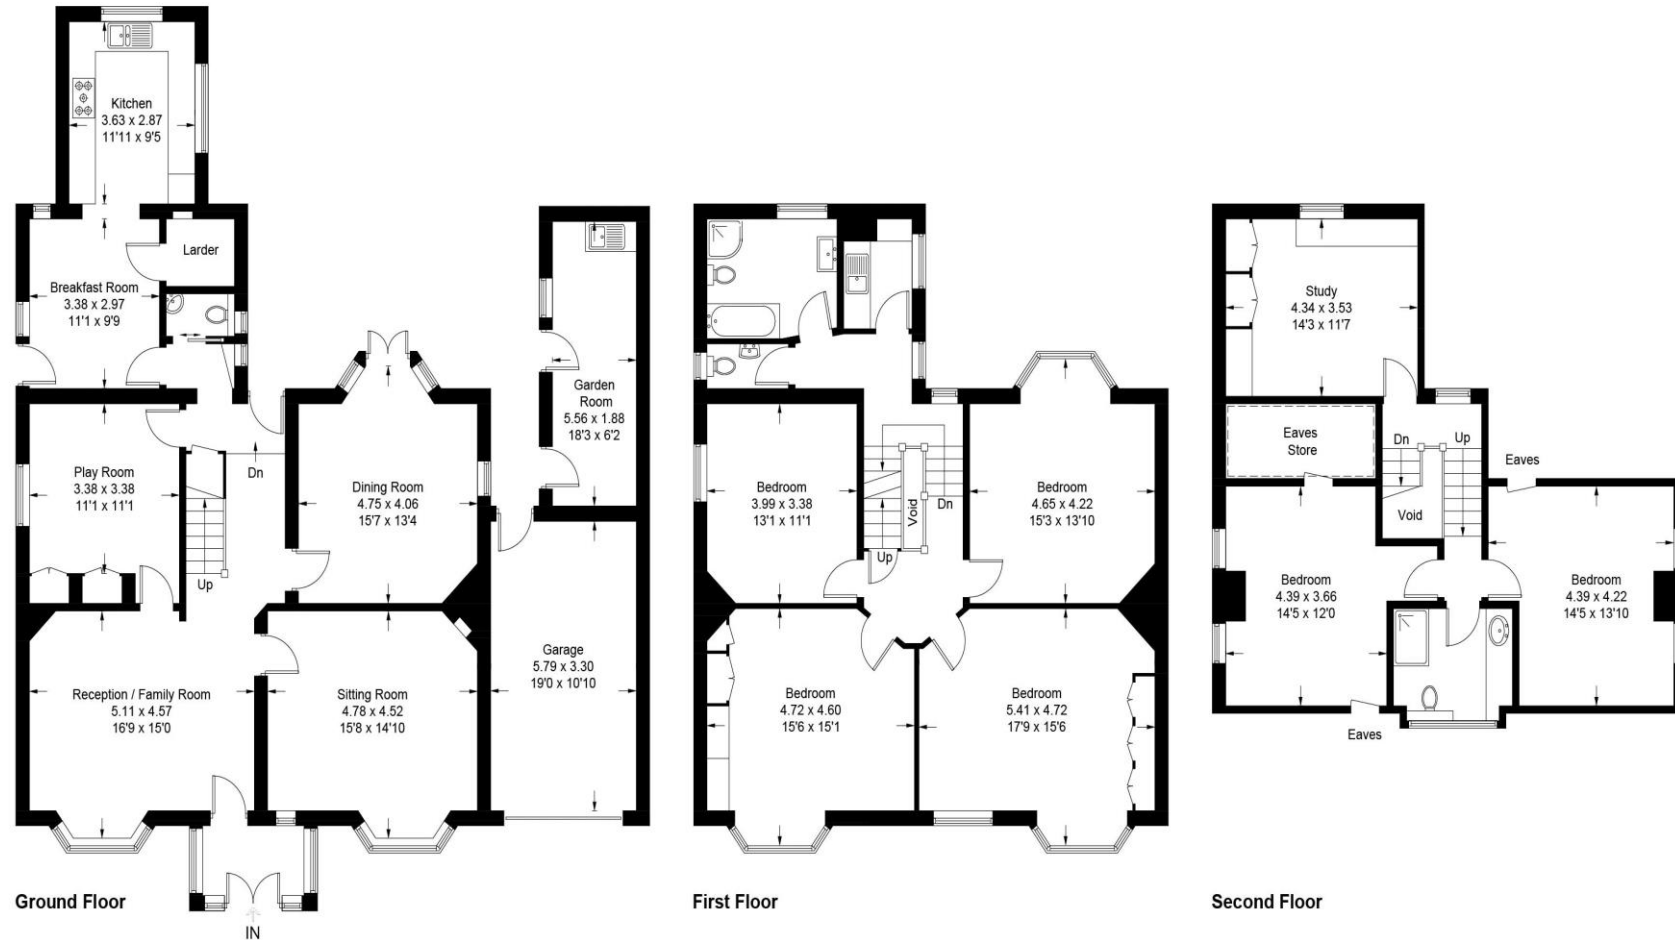 Kitchen
3.63 x 2.87
11'11 x 9'5
Larder
Breakfast Room
3.38 x 2.97
11'1 x 9'9
Garden
Room
5.56 x 1.88
18'3 x 6'2
Play Room
3.38 x 3.38
11'1 x 11'1
Dn
Up
Dining Room
4.75 x 4.06
15'7 x 13'4
Reception / Family Room
5.11 x 4.57
16'9 x 15'0
Sitting Room
4.78 x 4.52
15'8 x 14'10
Garage
5.79 x 3.30
19'0 x 10'10
IN
Ground Floor
Bedroom
3.99 x 3.38
13'1 x 11'1
Void
Dn
Up
Bedroom
4.65 x 4.22
15'3 x 13'10
Bedroom
4.72 x 4.60
15'6 x 15'1
Bedroom
5.41 x 4.72
17'9 x 15'6
First Floor
Study
4.34 x 3.53
14'3 x 11'7
Eaves
Store
Dn
Up
Void
Eaves
Bedroom
4.39 x 3.66
14'5 x 12'0
Bedroom
4.39 x 4.22
14'5 x 13'10
Eaves
Second Floor